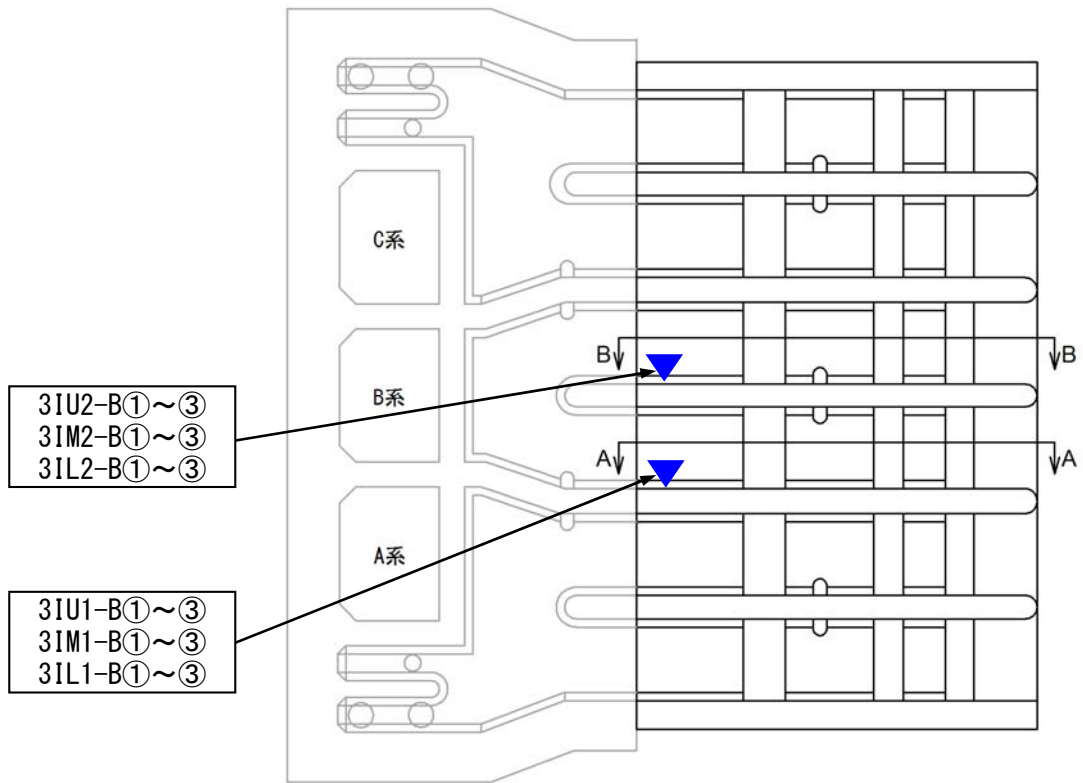 C系
B
B
B系
3IU2-B①～③
3IM2-B①～③
3IL2-B①～③
A
A
A系
3IU1-B①～③
3IM1-B①～③
3IL1-B①～③